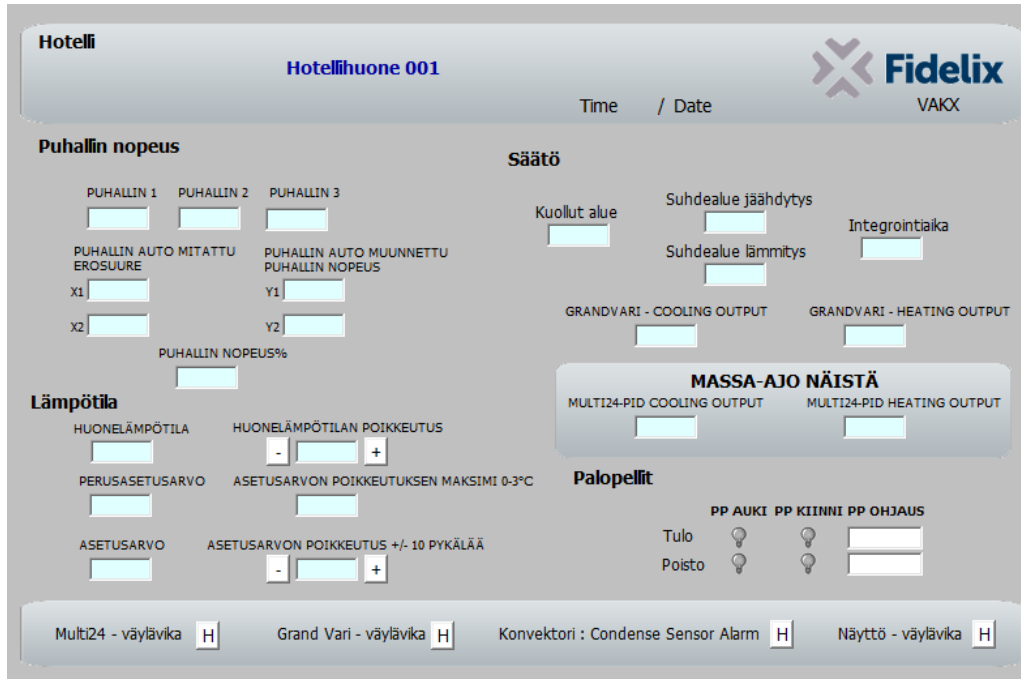 Hotelli
Hotellihuone 001
Fidelix
Time / Date
VAKX
Puhallin nopeus
PUHALLIN 1 PUHALLIN 2 PUHALLIN 3
PUHALLIN AUTO MITATTU
EROSUURE
PUHALLIN AUTO MUUNNETTU
PUHALLIN NOPEUS
X1
Y1
X2
Y2
PUHALLIN NOPEUS%
Säätö
Kuollut alue
Suhdealue jäähdytys
Integrointiaika
Suhdealue lämmitys
GRANDVARI - COOLING OUTPUT
GRANDVARI - HEATING OUTPUT
MASSA-AJO NÄISTÄ
MULTI24-PID COOLING OUTPUT
MULTI24-PID HEATING OUTPUT
Lämpötila
HUONELÄMPÖTILA
HUONELÄMPÖTILAN POIKKEUTUS
- +
PERUSASETUSARVO
ASETUSARVON POIKKEUTUKSEN MAKSIMI 0-3°C
ASETUSARVO
ASETUSARVON POIKKEUTUS +/- 10 PYKÄLÄÄ
- +
Palopellit
PP AUKI PP KIINNI PP OHJAUS
Tulo
Poisto
Multi24 - väylävika H
Grand Vari - väylävika H
Konvektori : Condense Sensor Alarm H
Näyttö - väylävika H